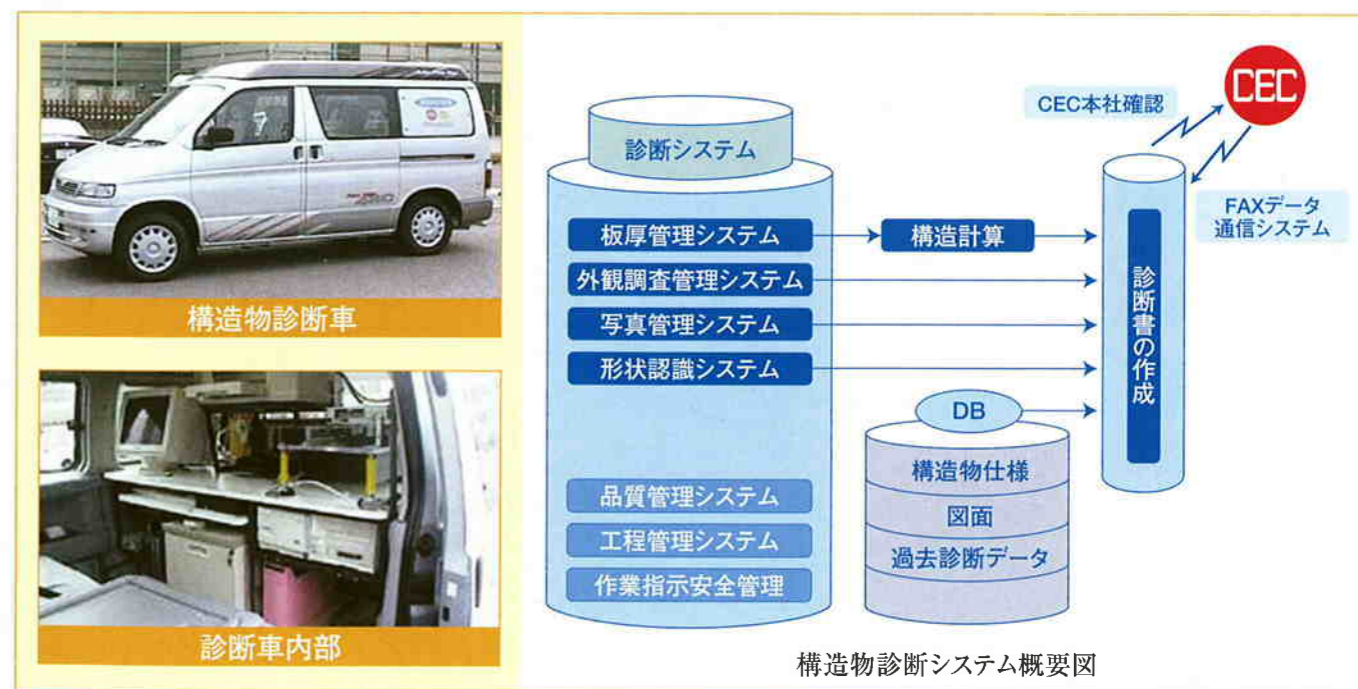 構造物診断車
診断車内部
診断システム
板厚管理システム
構造計算
外観調査管理システム
写真管理システム
形状認識システム
品質管理システム
工程管理システム
作業指示安全管理
DB
構造物仕様
図面
過去診断データ
診断書の作成
CEC本社確認
CEC
FAXデータ
通信システム
構造物診断システム概要図